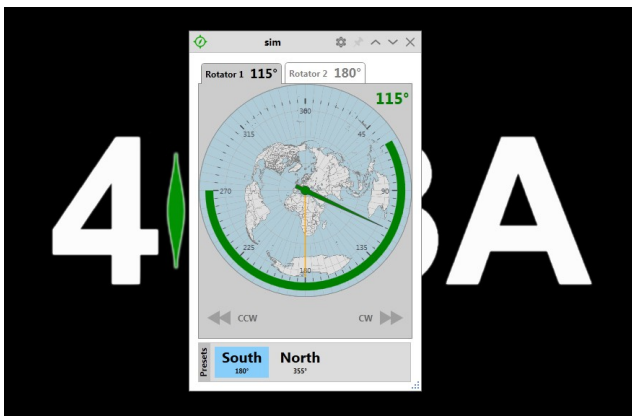 sim
Rotator 1 115° Rotator 2 180°
115°
360
315 45
270 90
225 135
180
CCW CW
Presets
South North
180° 355°
4 A